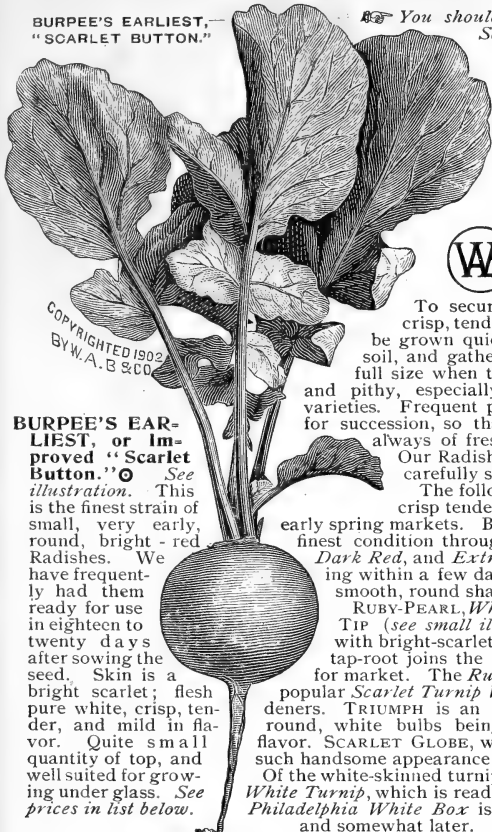 BURPEE'S EARLIEST,
"SCARLET BUTTON."
COPYRIGHTED 1902
BY W. A. B & CO.
BURPEE'S EAR=
LIEST, or Im=
proved "Scarlet
Button."⊙ See
illustration. This
is the finest strain of
small, very early,
round, bright-red
Radishes. We
have frequent-
ly had them
ready for use
in eighteen to
twenty days
after sowing the
seed. Skin is a
bright scarlet; flesh
pure white, crisp, ten-
der, and mild in fla-
vor. Quite small
quantity of top, and
well suited for grow-
ing under glass. See
prices in list below.
☞ You shoul
WA
To secur
crisp, tend
be grown quic
soil, and gathe
full size when t
and pithy, especially
varieties. Frequent p
for succession, so tha
always of fres
Our Radish
carefully s
The follo
crisp tende
early spring markets. B
finest condition throug
Dark Red, and Extr
ing within a few da
smooth, round sha
RUBY-PEARL, Wh
TIP (see small il
with bright-scarlet
tap-root joins the
for market. The Ru
popular Scarlet Turnip
deners. TRIUMPH is an
round, white bulbs being
flavor. SCARLET GLOBE, w
such handsome appearance
Of the white-skinned turni
White Turnip, which is read
Philadelphia White Box is
and somewhat later.